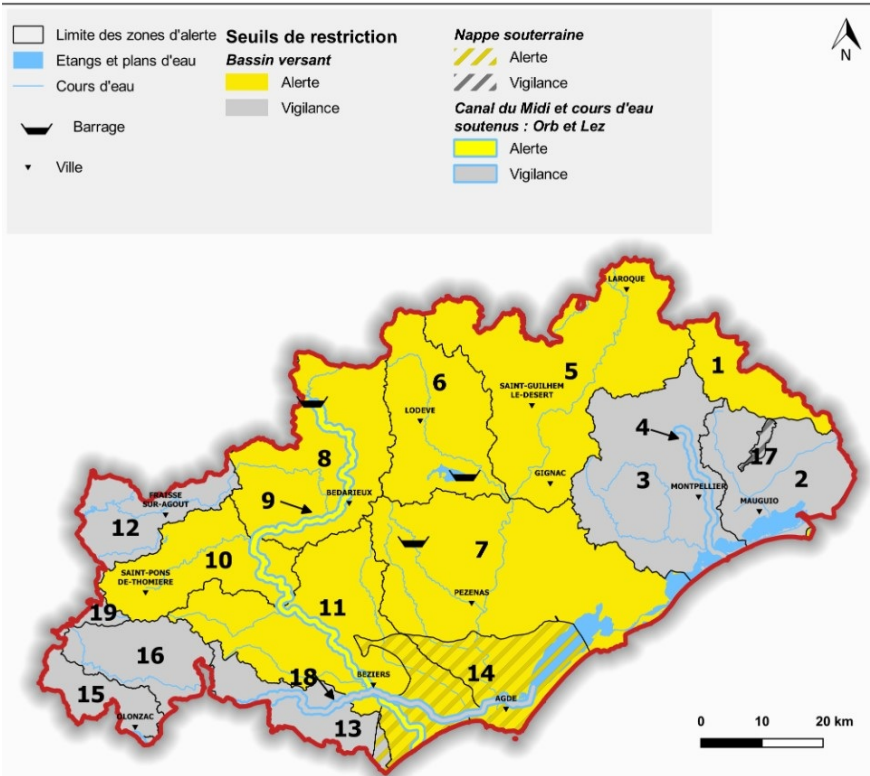 Limite des zones d'alerte
Etangs et plans d'eau
Cours d'eau
Barrage
Ville
Seuils de restriction
Bassin versant
Alerte
Vigilance
Nappe souterraine
Alerte
Vigilance
Canal du Midi et cours d'eau
soutenus : Orb et Lez
Alerte
Vigilance
N
LAROQUE
1
6
5
SAINT-GUILHEM
LE-DESERT
LODEVE
4
17
8
2
GIGNAC
3
MONTPELLIER
9
BEDARIEUX
MAUGUIO
FRAISSE
SUR-AGOUT
12
7
10
SAINT-PONS
DE-THOMIERE
PEZENAS
19
11
16
18
BEZIERS
14
15
AGDE
OLONZAC
13
0 10 20 km